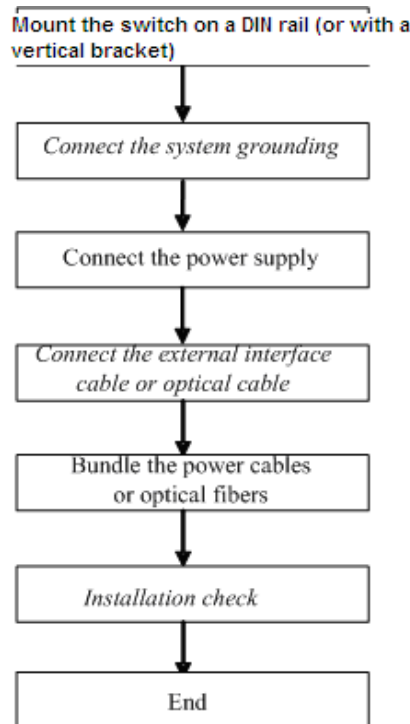 Mount the switch on a DIN rail (or with a
vertical bracket)
Connect the system grounding
Connect the power supply
Connect the external interface
cable or optical cable
Bundle the power cables
or optical fibers
Installation check
End